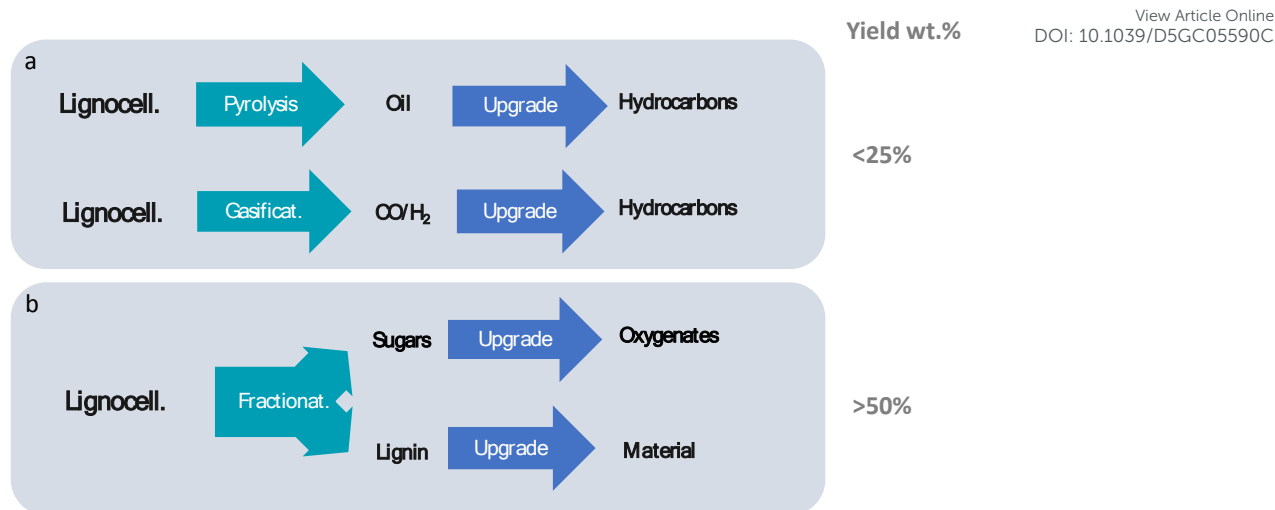 View Article Online
Yield wt.%
DOI: 10.1039/D5GC05590C
a
Lignocell.
Pyrolysis
Oil
Upgrade
Hydrocarbons
<25%
Lignocell.
Gasificat.
CO/H₂
Upgrade
Hydrocarbons
b
Sugars
Upgrade
Oxygenates
Lignocell.
Fractionat.
>50%
Lignin
Upgrade
Material